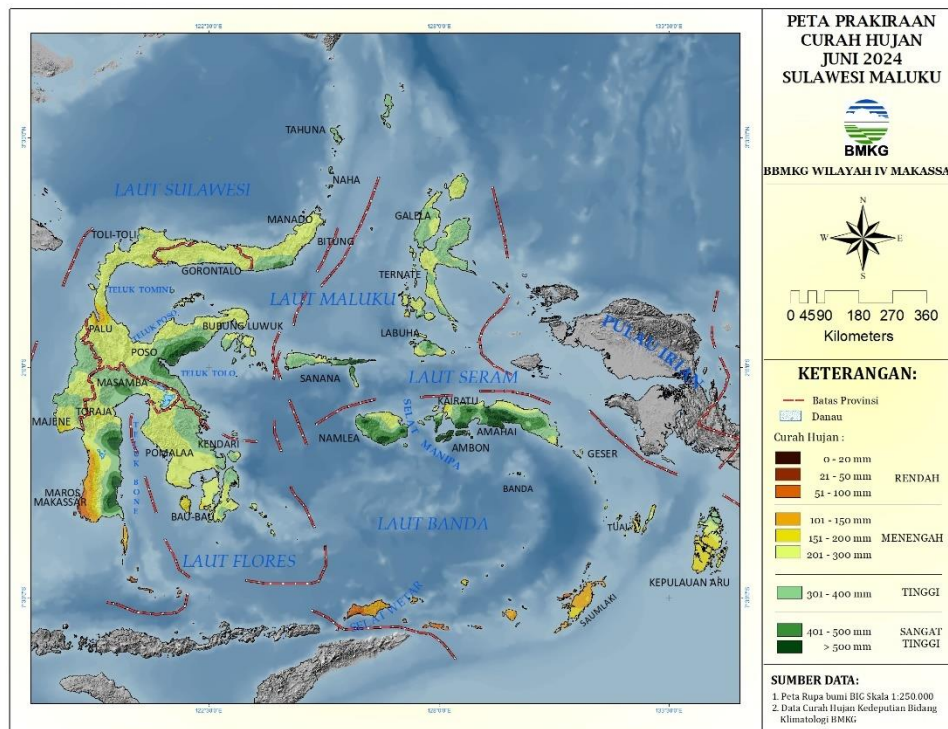 PETA PRAKIRAAN
CURAH HUJAN
JUNI 2024
SULAWESI MALUKU
BMKG
BBMKG WILAYAH IV MAKASSA
N
W
E
S
0 45 90 180 270 360
Kilometers
KETERANGAN:
Batas Provinsi
Danau
Curah Hujan :
0 - 20 mm
21 - 50 mm
RENDAH
51 - 100 mm
101 - 150 mm
151 - 200 mm
MENENGAH
201 - 300 mm
301 - 400 mm
TINGGI
401 - 500 mm
SANGAT
> 500 mm
TINGGI
SUMBER DATA:
1. Peta Rupa bumi BIG Skala 1:250.000
2. Data Curah Hujan Kedeputian Bidang
Klimatologi BMKG
TAHUNA
NAHA
LAUT SULAWESI
MANADO
GALELA
TOLI-TOLI
BITUNG
GORONTALO
TERNATE
TELUK TOMINI
LAUT MALUKU
PALU
TELUK POSO
BUBUNG LUWUK
LABUHA
PULAU IRIAN
POSO
TELUK TOLO
MASAMBA
SANANA
LAUT SERAM
TORAJA
KAIRATU
MAJENE
NAMLEA
SELAT MANIPA
AMAHAI
KENDARI
AMBON
POMALAA
TELUK BONE
GESER
MAROS
MAKASSAR
BANDA
BAU-BAU
LAUT BANDA
TUAL
LAUT FLORES
KEPULAUAN ARU
SELAT WETAR
SAUMLAKI